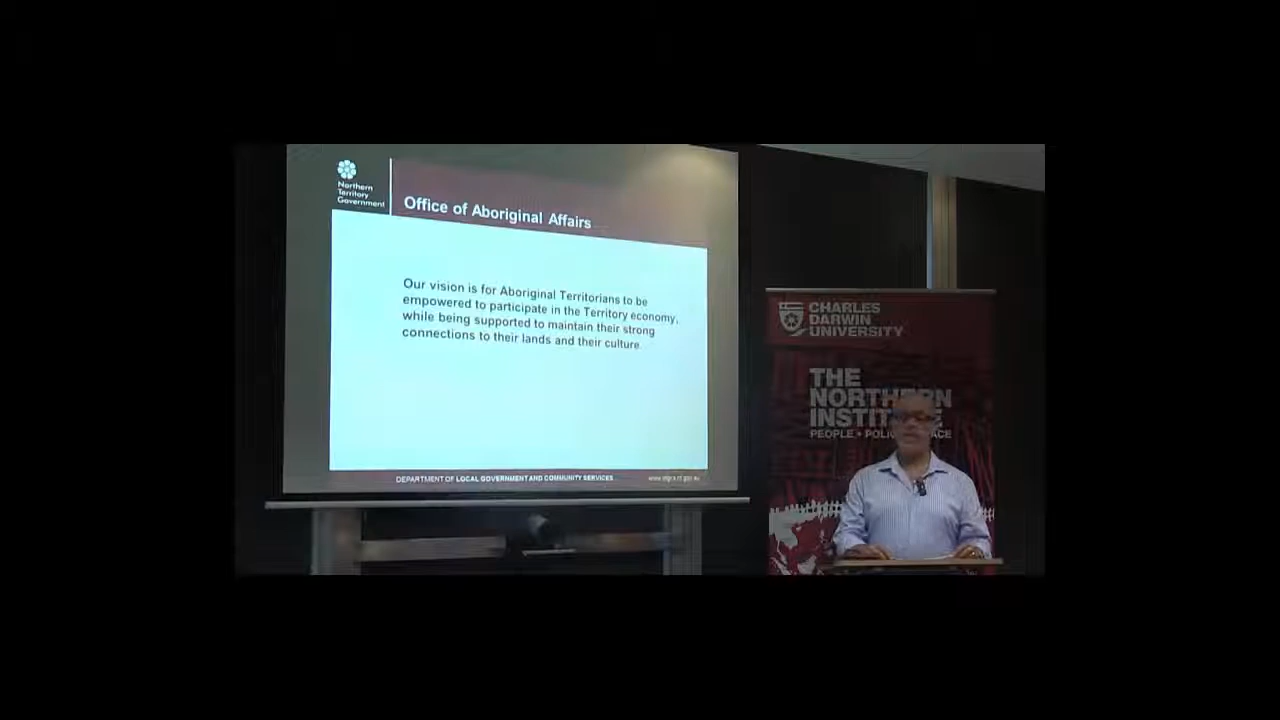 Northern
Territory
Government
Office of Aboriginal Affairs
Our vision is for Aboriginal Territorians to be
empowered to participate in the Territory economy,
while being supported to maintain their strong
connections to their lands and their culture.
DEPARTMENT OF LOCAL GOVERNMENT AND COMMUNITY SERVICES
CHARLES
DARWIN
UNIVERSITY
THE
NORTHERN
PEOPLE •